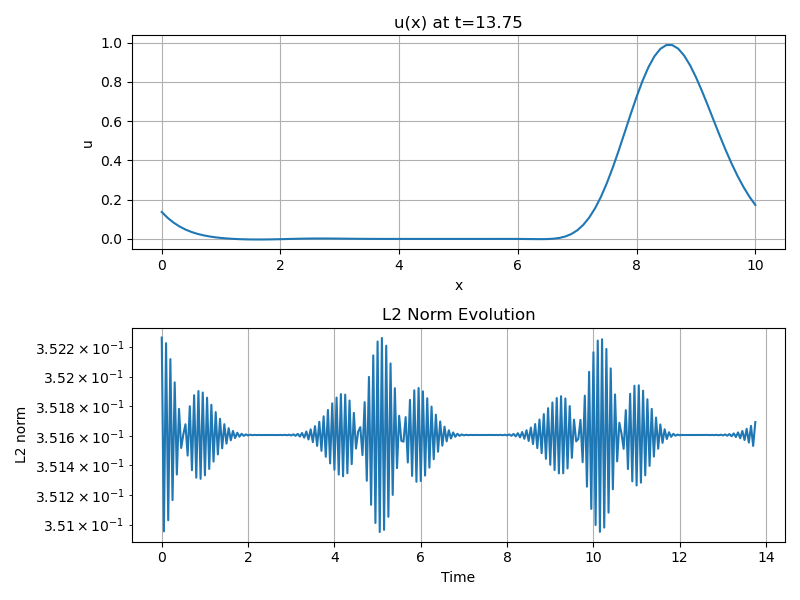 u(x) at t=13.75
1.0
0.8
0.6
0.4
0.2
0.0
u
0 2 4 6 8 10
x
L2 Norm Evolution
3.522 × 10⁻¹
3.52 × 10⁻¹
3.518 × 10⁻¹
3.516 × 10⁻¹
3.514 × 10⁻¹
3.512 × 10⁻¹
3.51 × 10⁻¹
L2 norm
0 2 4 6 8 10 12 14
Time